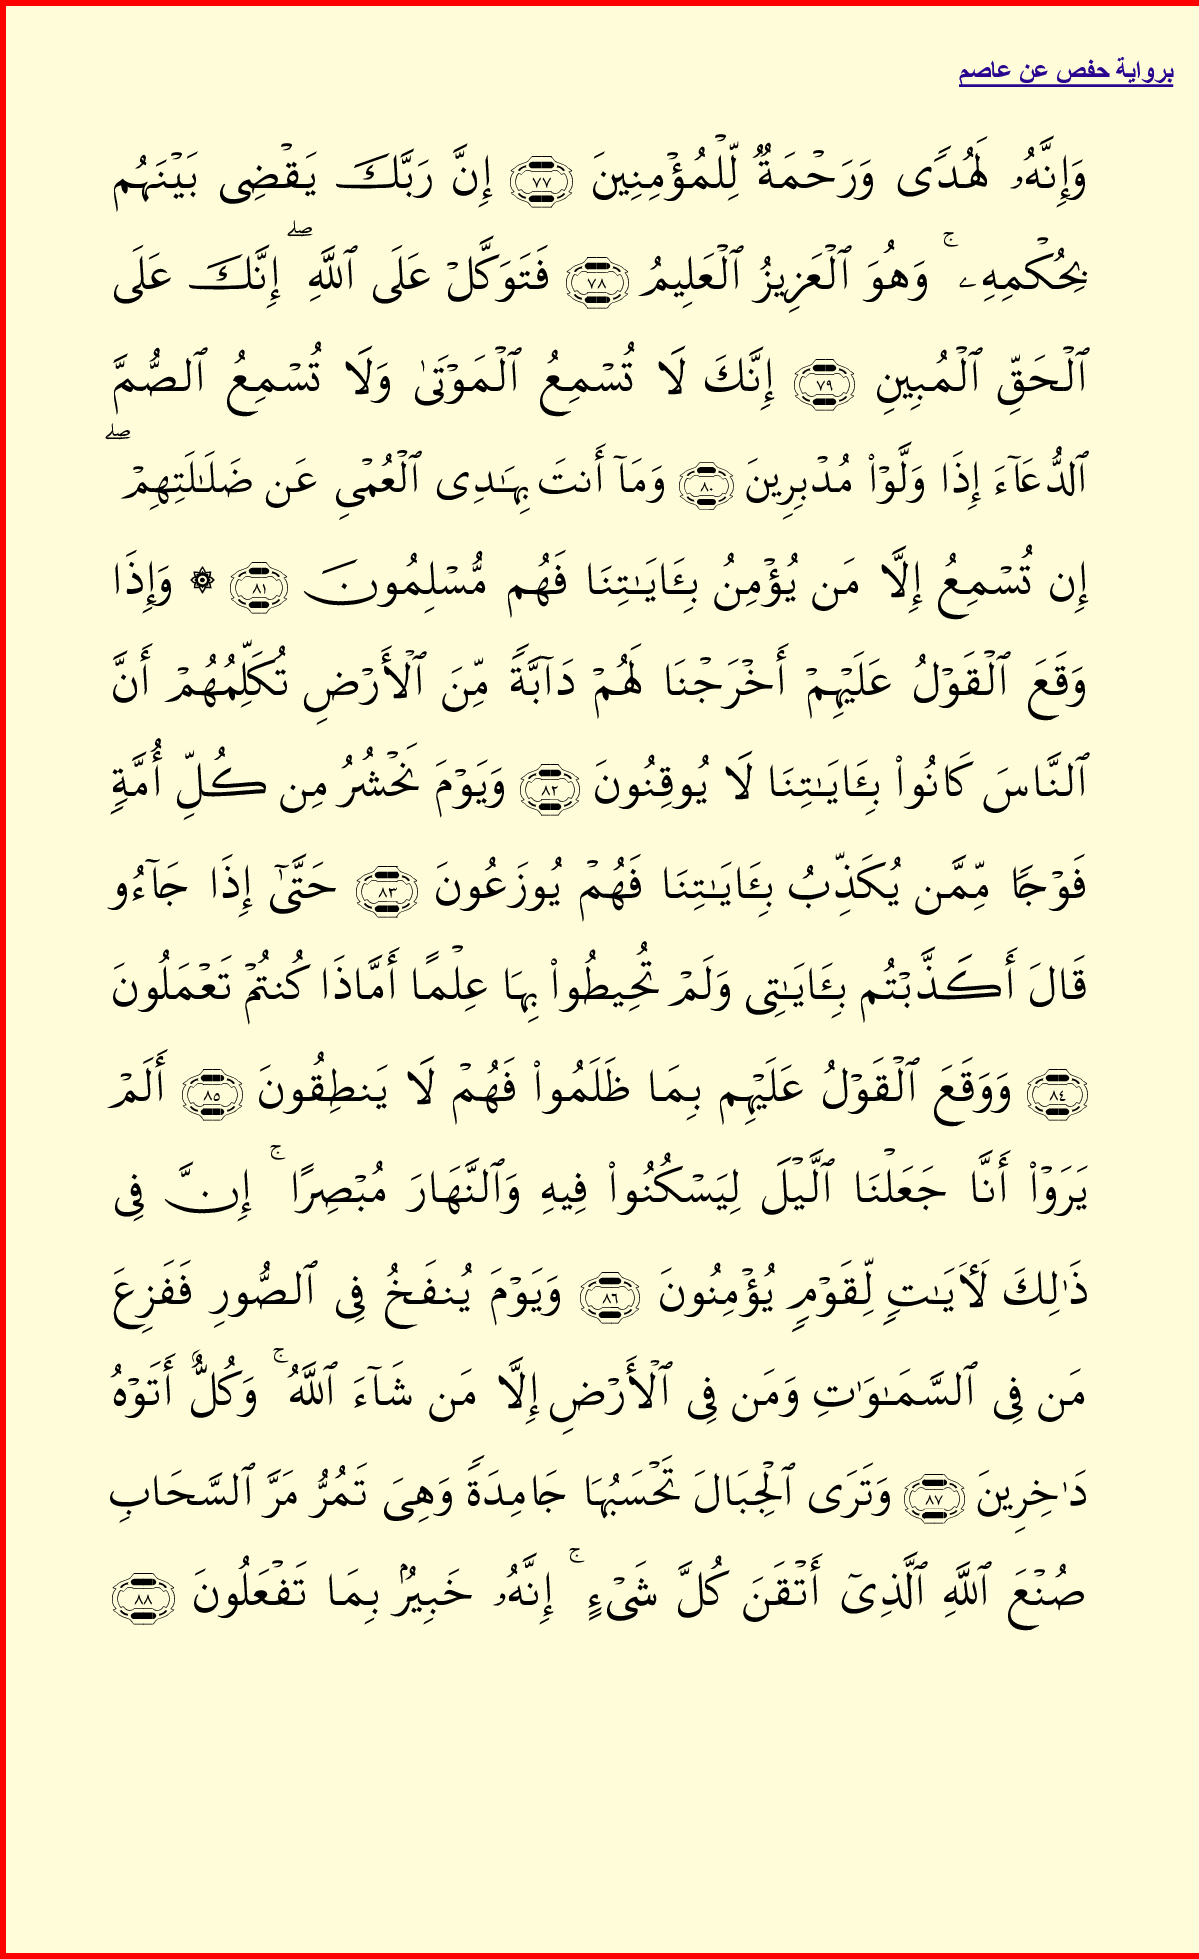 برواية حفص عن عاصم
وَإِنَّهُۥ لَهُدًۭى وَرَحْمَةٌۭ لِّلْمُؤْمِنِينَ ٧٧ إِنَّ رَبَّكَ يَقْضِى بَيْنَهُم
بِحُكْمِهِۦ ۚ وَهُوَ ٱلْعَزِيزُ ٱلْعَلِيمُ ٧٨ فَتَوَكَّلْ عَلَى ٱللَّهِ ۖ إِنَّكَ عَلَى
ٱلْحَقِّ ٱلْمُبِينِ ٧٩ إِنَّكَ لَا تُسْمِعُ ٱلْمَوْتَىٰ وَلَا تُسْمِعُ ٱلصُّمَّ
ٱلدُّعَآءَ إِذَا وَلَّوْا۟ مُدْبِرِينَ ٨٠ وَمَآ أَنتَ بِهَـٰدِى ٱلْعُمْىِ عَن ضَلَـٰلَتِهِمْ ۖ
إِن تُسْمِعُ إِلَّا مَن يُؤْمِنُ بِـَٔايَـٰتِنَا فَهُم مُّسْلِمُونَ ٨١ ۞ وَإِذَا
وَقَعَ ٱلْقَوْلُ عَلَيْهِمْ أَخْرَجْنَا لَهُمْ دَآبَّةًۭ مِّنَ ٱلْأَرْضِ تُكَلِّمُهُمْ أَنَّ
ٱلنَّاسَ كَانُوا۟ بِـَٔايَـٰتِنَا لَا يُوقِنُونَ ٨٢ وَيَوْمَ نَحْشُرُ مِن كُلِّ أُمَّةٍۢ
فَوْجًۭا مِّمَّن يُكَذِّبُ بِـَٔايَـٰتِنَا فَهُمْ يُوزَعُونَ ٨٣ حَتَّىٰٓ إِذَا جَآءُو
قَالَ أَكَذَّبْتُم بِـَٔايَـٰتِى وَلَمْ تُحِيطُوا۟ بِهَا عِلْمًا أَمَّاذَا كُنتُمْ تَعْمَلُونَ
٨٤ وَوَقَعَ ٱلْقَوْلُ عَلَيْهِم بِمَا ظَلَمُوا۟ فَهُمْ لَا يَنطِقُونَ ٨٥ أَلَمْ
يَرَوْا۟ أَنَّا جَعَلْنَا ٱلَّيْلَ لِيَسْكُنُوا۟ فِيهِ وَٱلنَّهَارَ مُبْصِرًا ۚ إِنَّ فِى
ذَٰلِكَ لَـَٔايَـٰتٍۢ لِّقَوْمٍۢ يُؤْمِنُونَ ٨٦ وَيَوْمَ يُنفَخُ فِى ٱلصُّورِ فَفَزِعَ
مَن فِى ٱلسَّمَـٰوَٰتِ وَمَن فِى ٱلْأَرْضِ إِلَّا مَن شَآءَ ٱللَّهُ ۚ وَكُلٌّ أَتَوْهُ
دَٰخِرِينَ ٨٧ وَتَرَى ٱلْجِبَالَ تَحْسَبُهَا جَامِدَةًۭ وَهِىَ تَمُرُّ مَرَّ ٱلسَّحَابِ
صُنْعَ ٱللَّهِ ٱلَّذِىٓ أَتْقَنَ كُلَّ شَىْءٍ ۚ إِنَّهُۥ خَبِيرٌۢ بِمَا تَفْعَلُونَ ٨٨